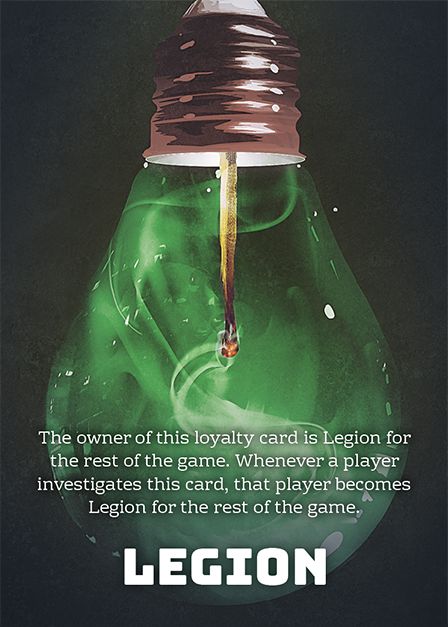 The owner of this loyalty card is Legion for
the rest of the game. Whenever a player
investigates this card, that player becomes
Legion for the rest of the game.
LEGION